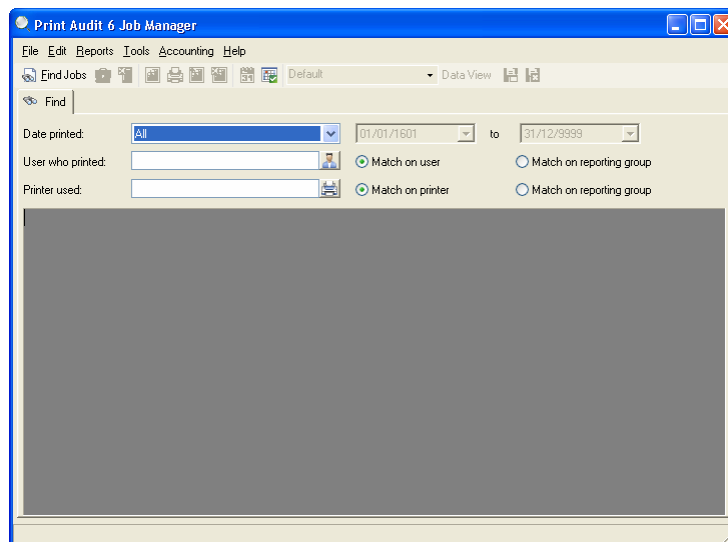 Print Audit 6 Job Manager
File Edit Reports Tools Accounting Help
Find Jobs Default Data View
Find
Date printed: All 01/01/1601 to 31/12/9999
User who printed: Match on user Match on reporting group
Printer used: Match on printer Match on reporting group